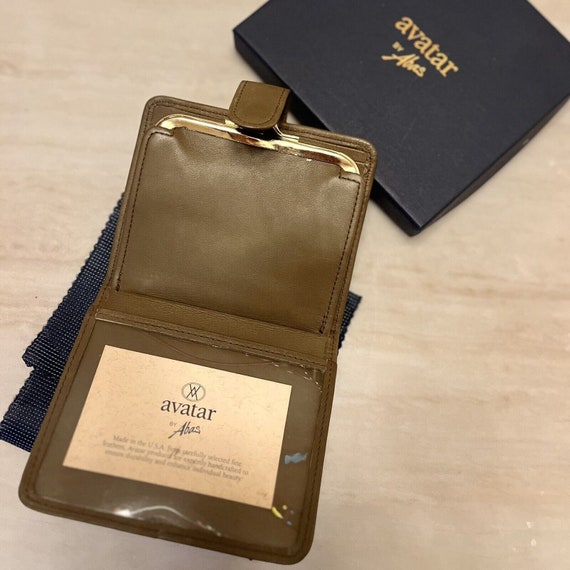 avatar
BY Abas
avatar
BY Abas
Made in the U.S.A. from carefully selected fine
leathers. Avatar products are expertly handcrafted to
ensure durability and enhance individual beauty.